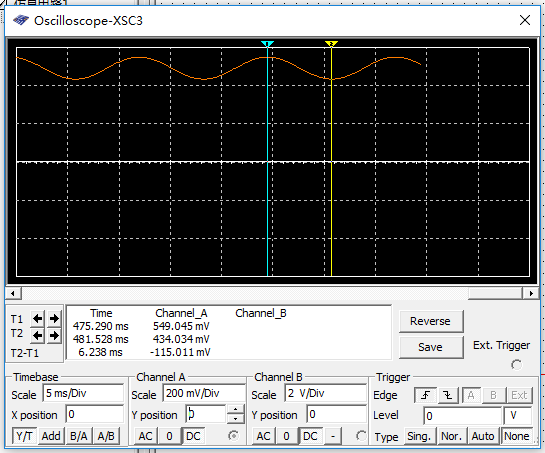 Oscilloscope-XSC3
1
2
T1
T2
T2-T1
Time Channel_A Channel_B
475.290 ms 549.045 mV
481.528 ms 434.034 mV
6.238 ms -115.011 mV
Reverse
Save
Ext. Trigger
Timebase
Scale 5 ms/Div
X position 0
Y/T Add B/A A/B
Channel A
Scale 200 mV/Div
Y position 0
AC 0 DC
Channel B
Scale 2 V/Div
Y position 0
AC 0 DC -
Trigger
Edge A B Ext
Level 0 V
Type Sing. Nor. Auto None